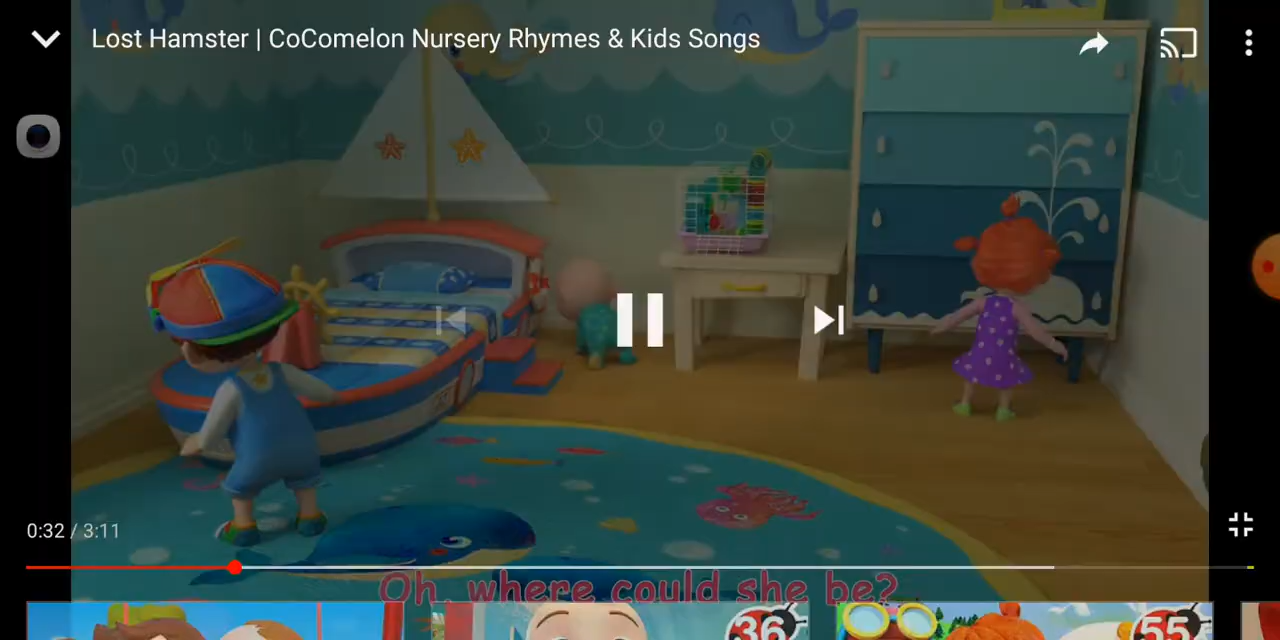 Lost Hamster | CoComelon Nursery Rhymes & Kids Songs
0:32 / 3:11
Oh, where could she be?
36
55